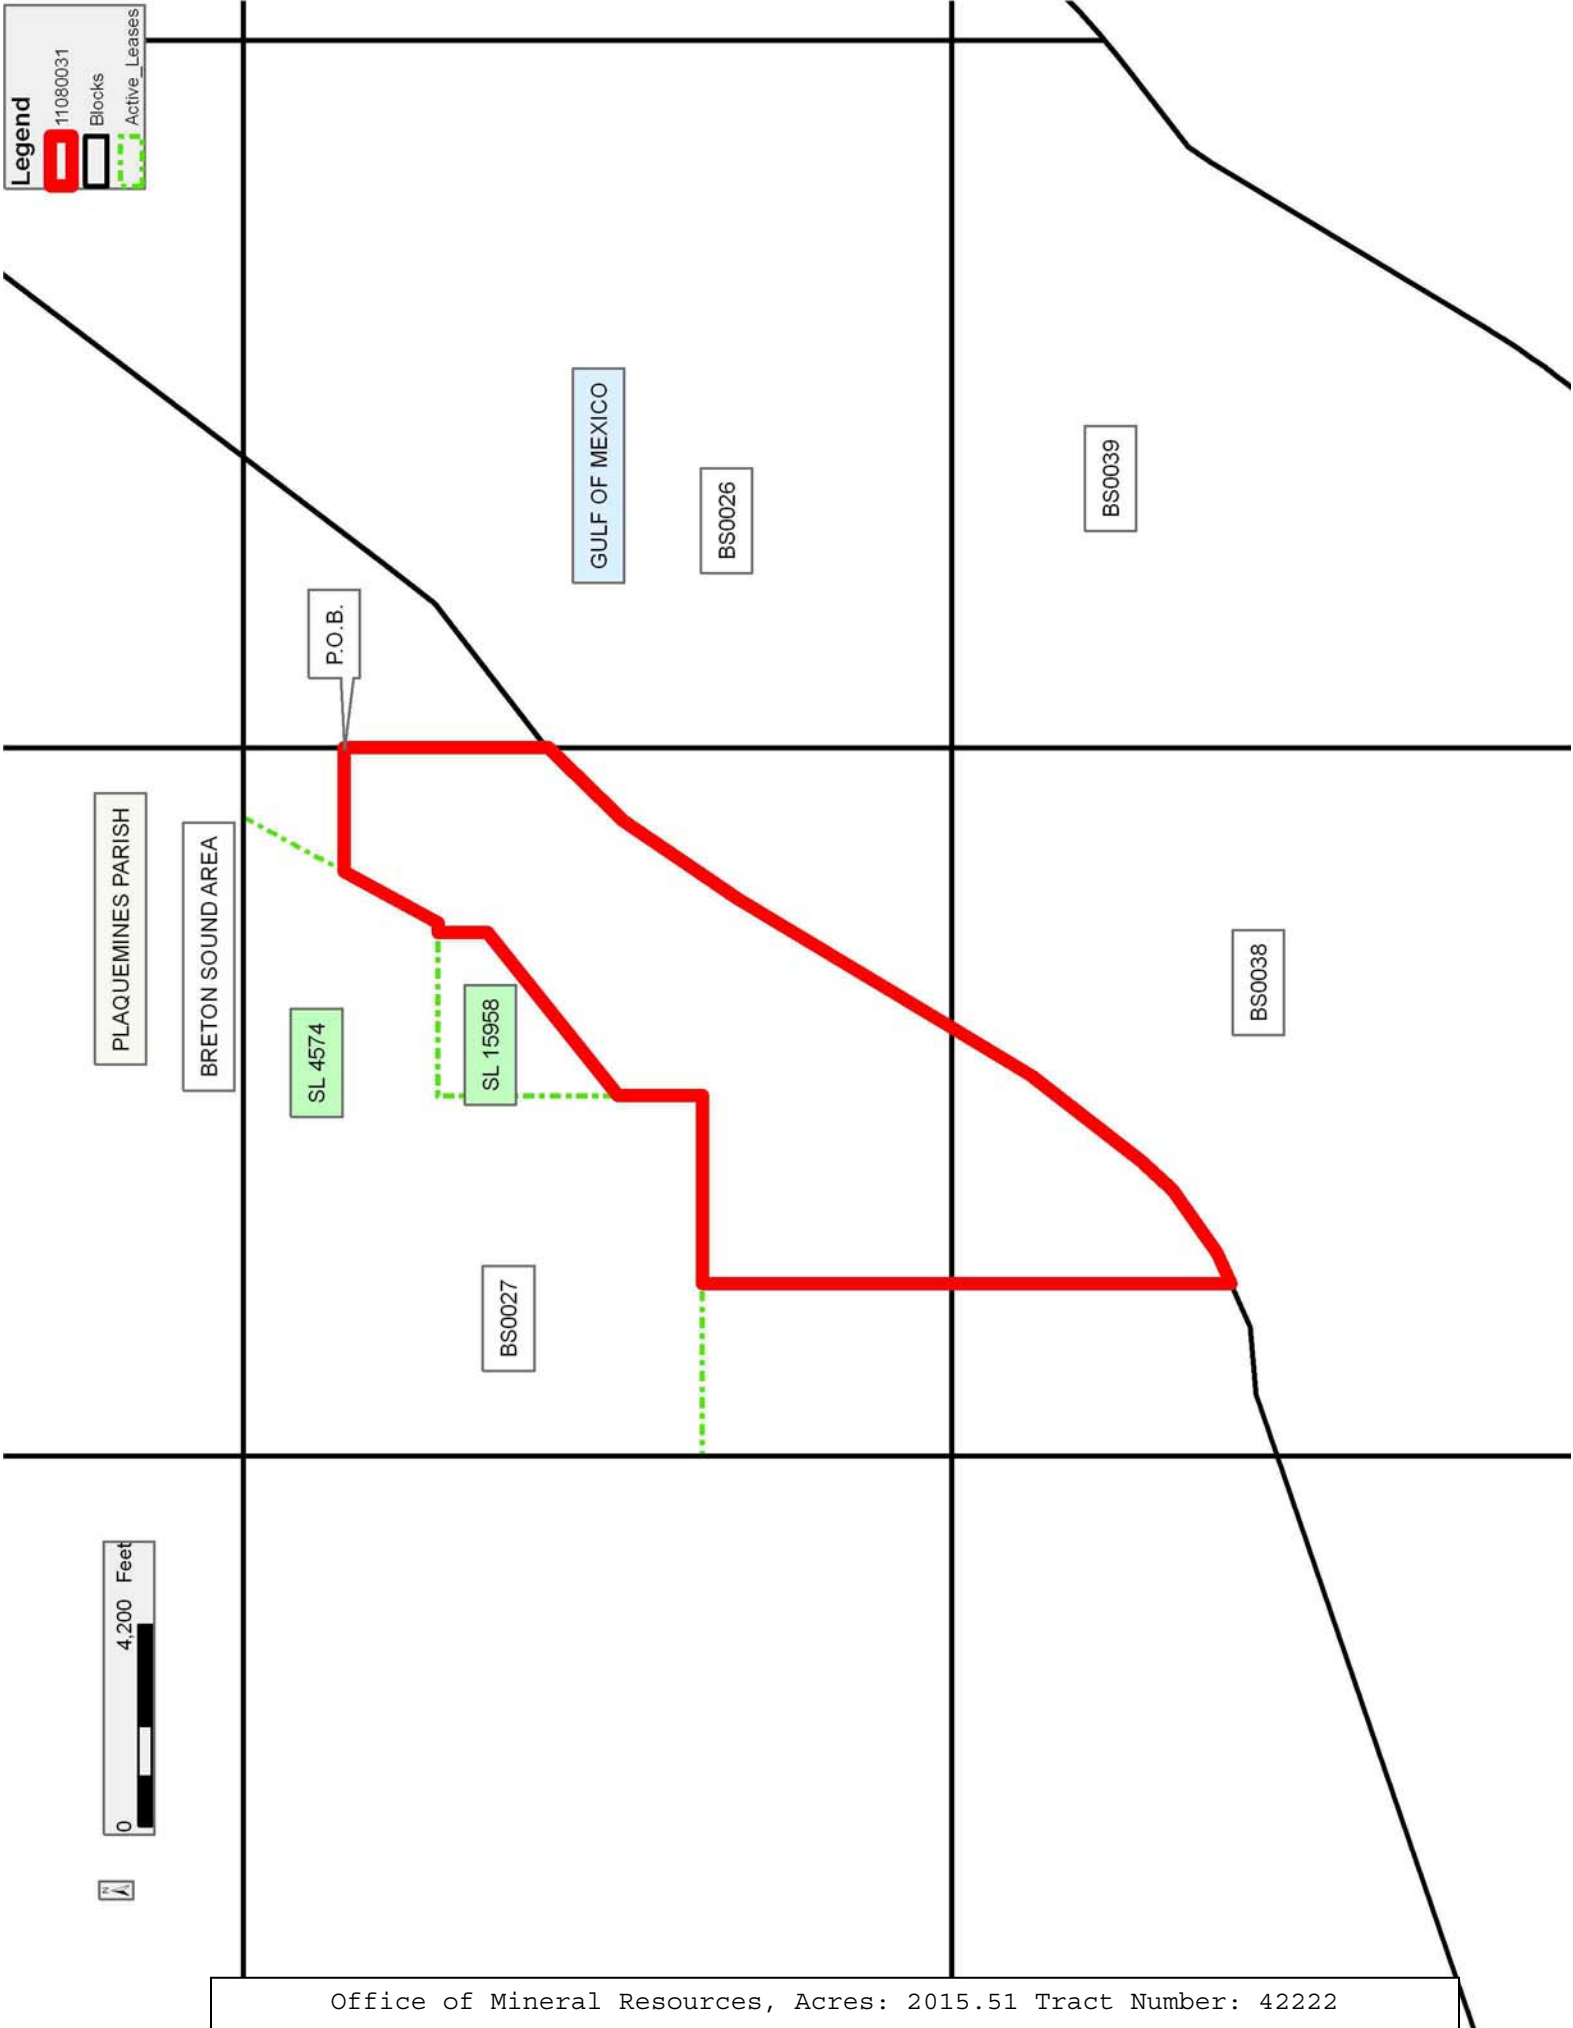 Legend
11080031
Blocks
Active_Leases
PLAQUEMINES PARISH
BRETON SOUND AREA
P.O.B.
SL 4574
SL 15958
GULF OF MEXICO
BS0026
BS0027
BS0039
BS0038
0 4,200 Feet
N
Office of Mineral Resources, Acres: 2015.51 Tract Number: 42222